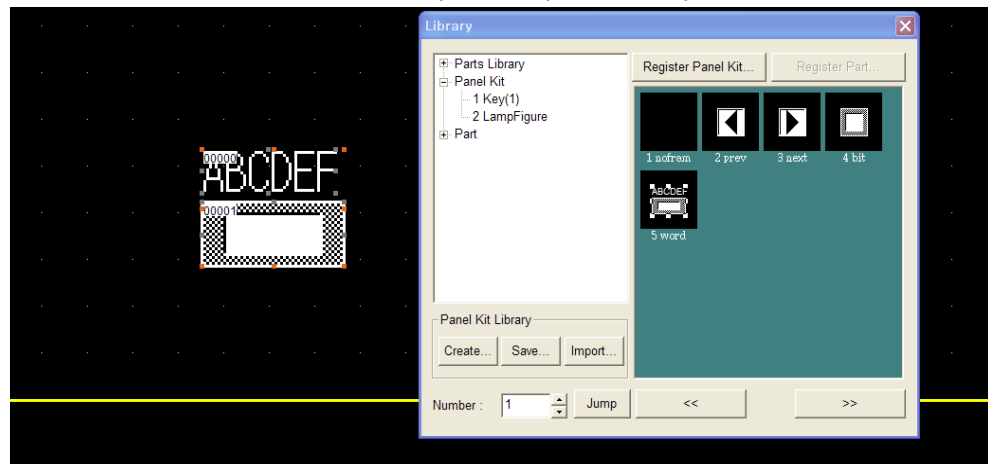 Library
Parts Library
Panel Kit
1 Key(1)
2 LampFigure
Part
Register Panel Kit...
Register Part...
1 nofram
2 prev
3 next
4 bit
ABCDEF
5 word
00000
ABCDEF
00001
Panel Kit Library
Create...
Save...
Import...
Number :
1
Jump
<<
>>